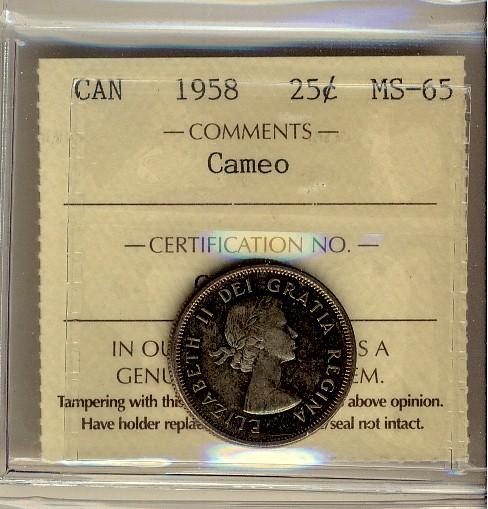 CAN 1958 25¢ MS-65
— COMMENTS —
Cameo
— CERTIFICATION NO. —
IN OU S A
GENU EM.
Tampering with this above opinion.
Have holder repla /seal not intact.
ELIZABETH II DEI GRATIA REGINA